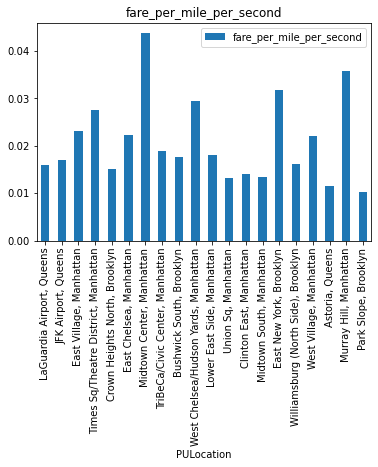 fare_per_mile_per_second
fare_per_mile_per_second
0.04
0.03
0.02
0.01
0.00
LaGuardia Airport, Queens
JFK Airport, Queens
East Village, Manhattan
Times Sq/Theatre District, Manhattan
Crown Heights North, Brooklyn
East Chelsea, Manhattan
Midtown Center, Manhattan
TriBeCa/Civic Center, Manhattan
Bushwick South, Brooklyn
West Chelsea/Hudson Yards, Manhattan
Lower East Side, Manhattan
Union Sq, Manhattan
Clinton East, Manhattan
Midtown South, Manhattan
East New York, Brooklyn
Williamsburg (North Side), Brooklyn
West Village, Manhattan
Astoria, Queens
Murray Hill, Manhattan
Park Slope, Brooklyn
PULocation